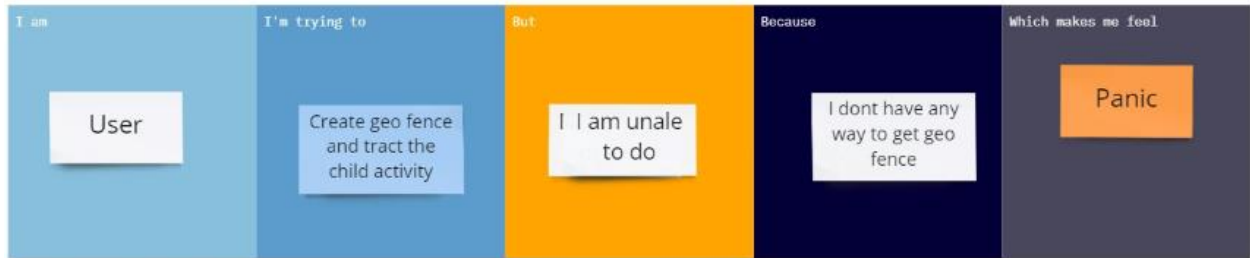 I am
I'm trying to
But
Because
Which makes me feel
User
Create geo fence
and tract the
child activity
I I am unale
to do
I dont have any
way to get geo
fence
Panic